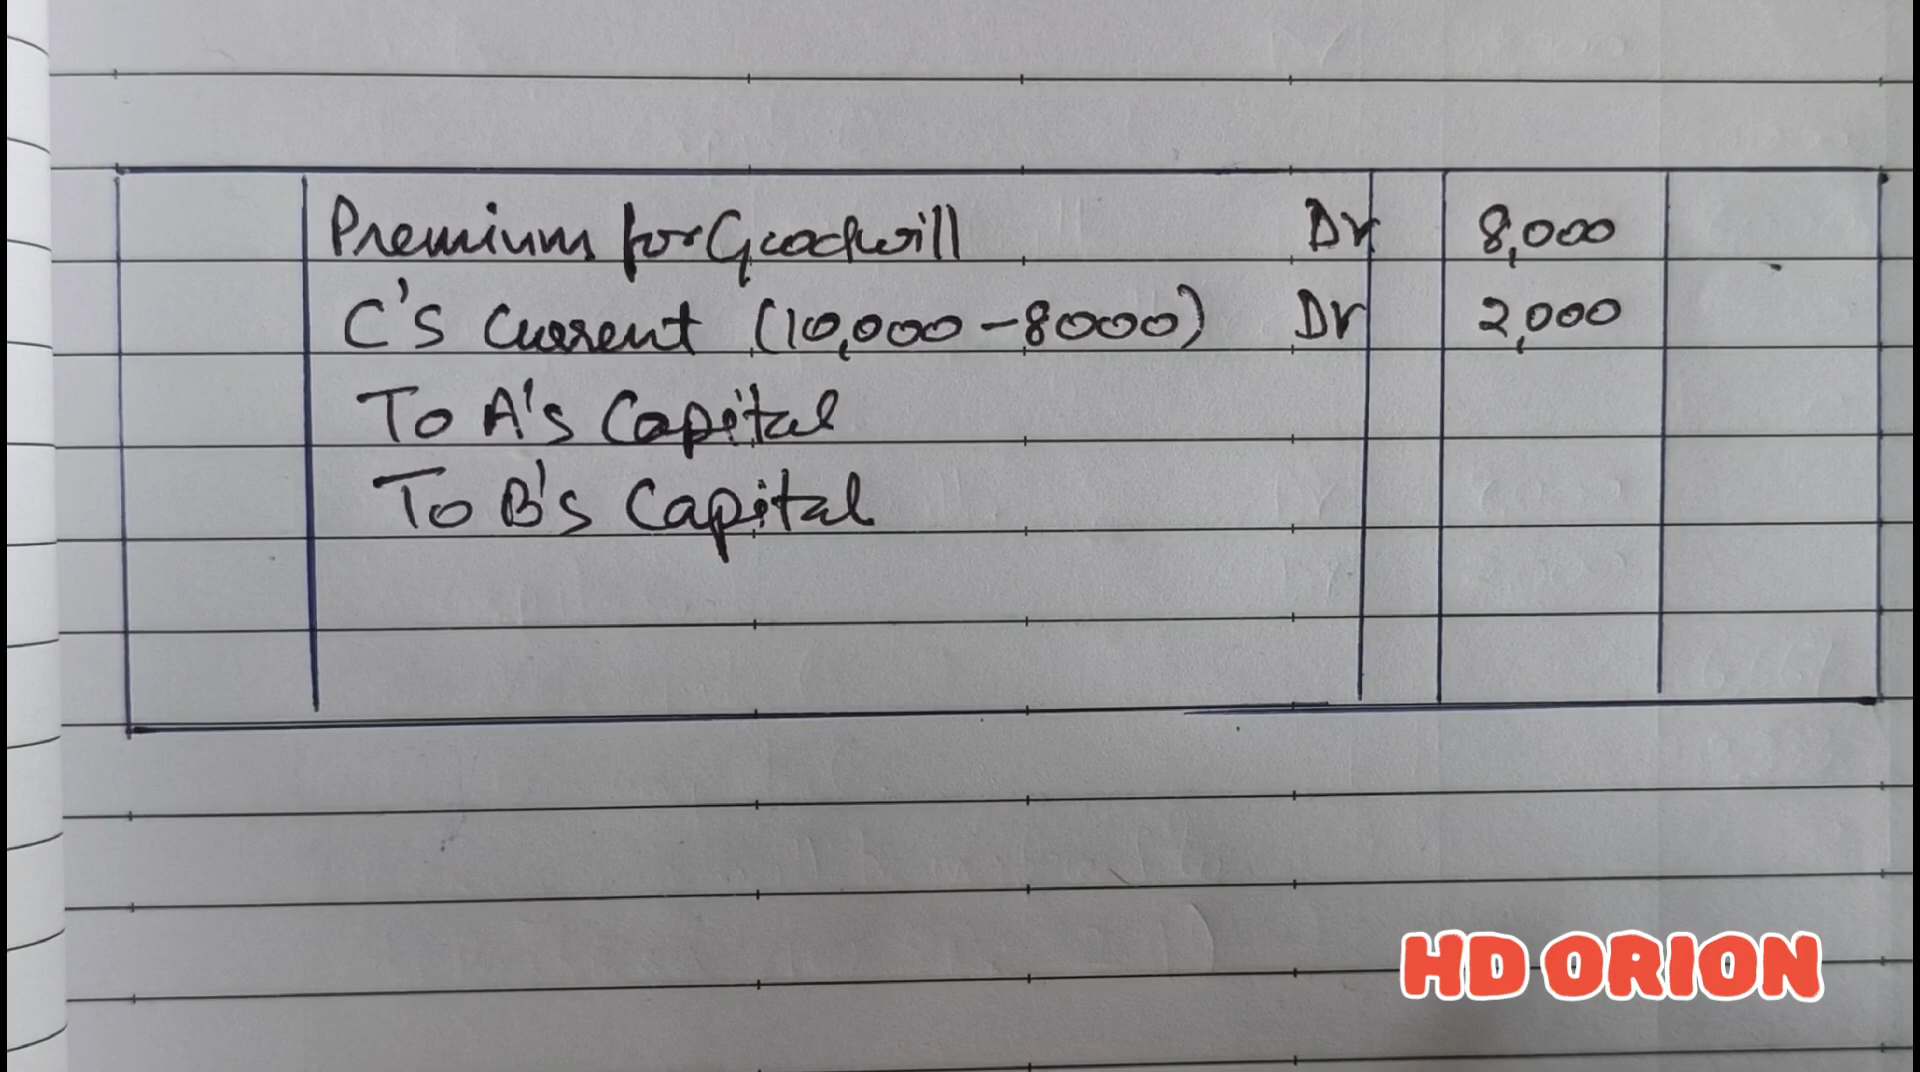 Premium for Goodwill Dr 8,000
C's Current (10,000-8000) Dr 2,000
To A's Capital
To B's Capital
HD ORION